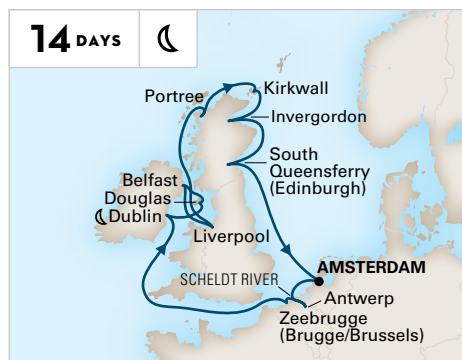 14 DAYS
Kirkwall
Portree
Invergordon
South
Queensferry
(Edinburgh)
Belfast
Douglas
Dublin
Liverpool
AMSTERDAM
SCHELDT RIVER
Antwerp
Zeebrugge
(Brugge/Brussels)